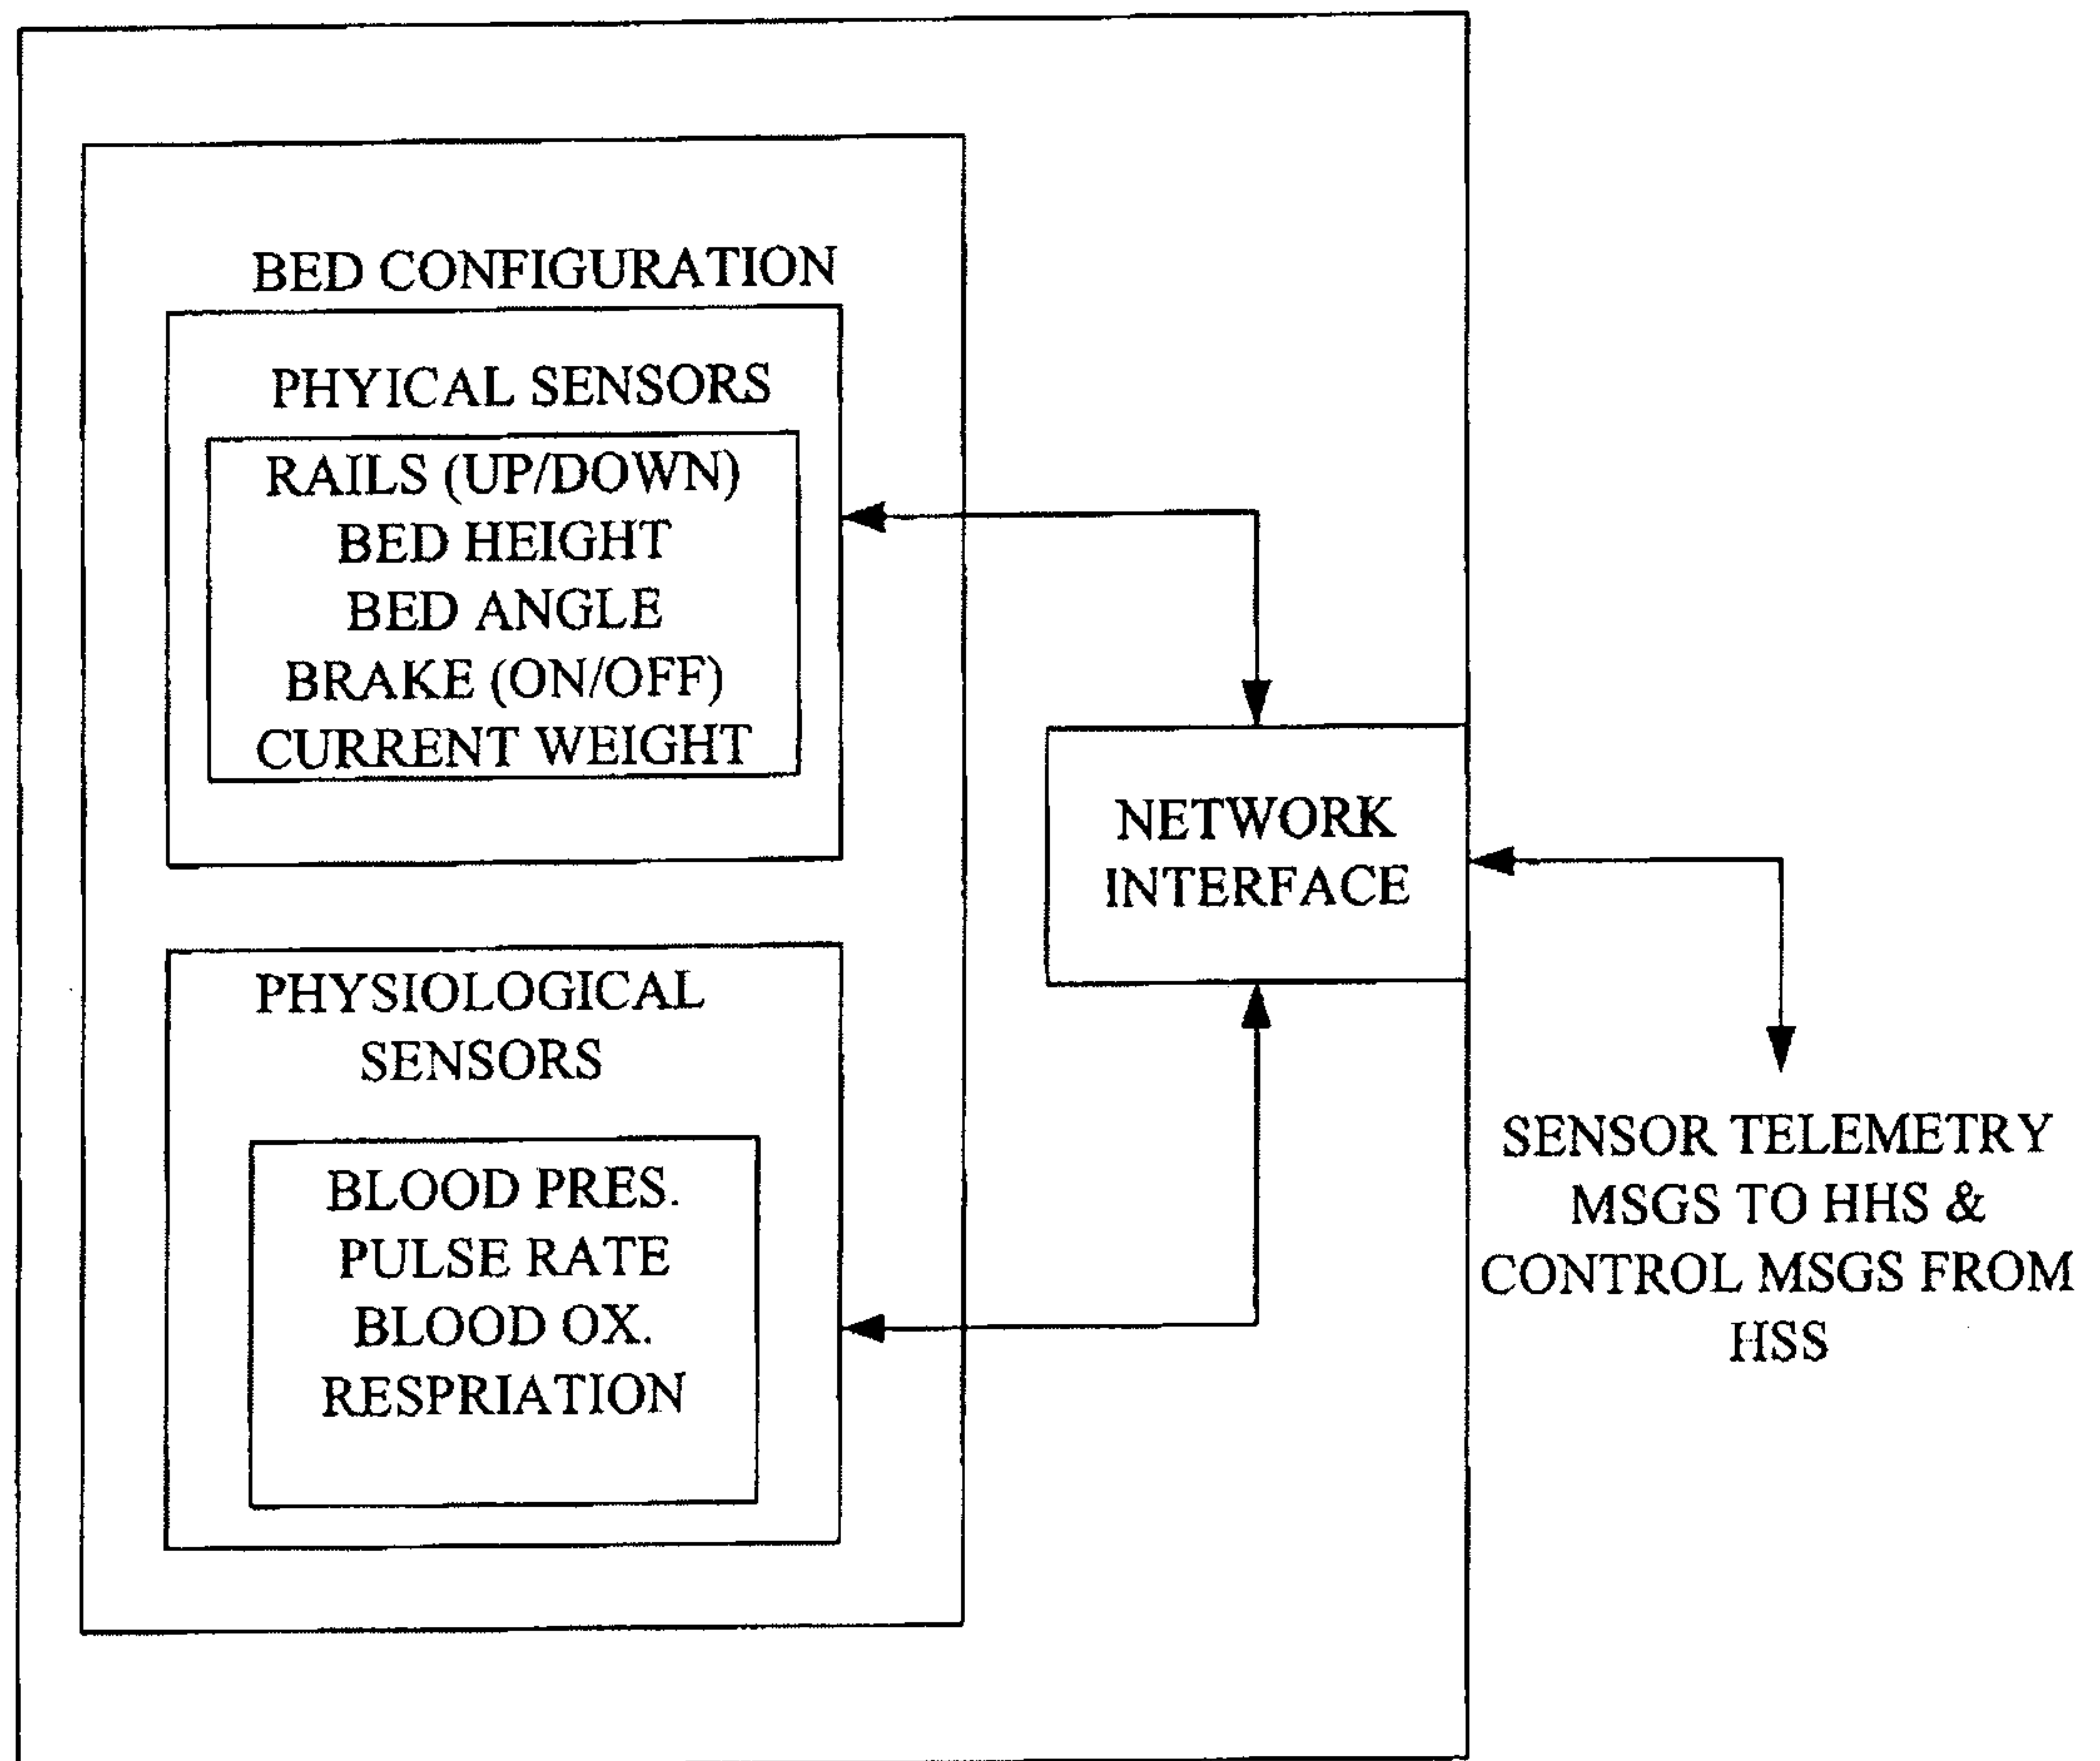 BED CONFIGURATION
PHYICAL SENSORS
RAILS (UP/DOWN)
BED HEIGHT
BED ANGLE
BRAKE (ON/OFF)
CURRENT WEIGHT
NETWORK
INTERFACE
PHYSIOLOGICAL
SENSORS
BLOOD PRES.
PULSE RATE
BLOOD OX.
RESPRIATION
SENSOR TELEMETRY
MSGS TO HHS &
CONTROL MSGS FROM
HSS